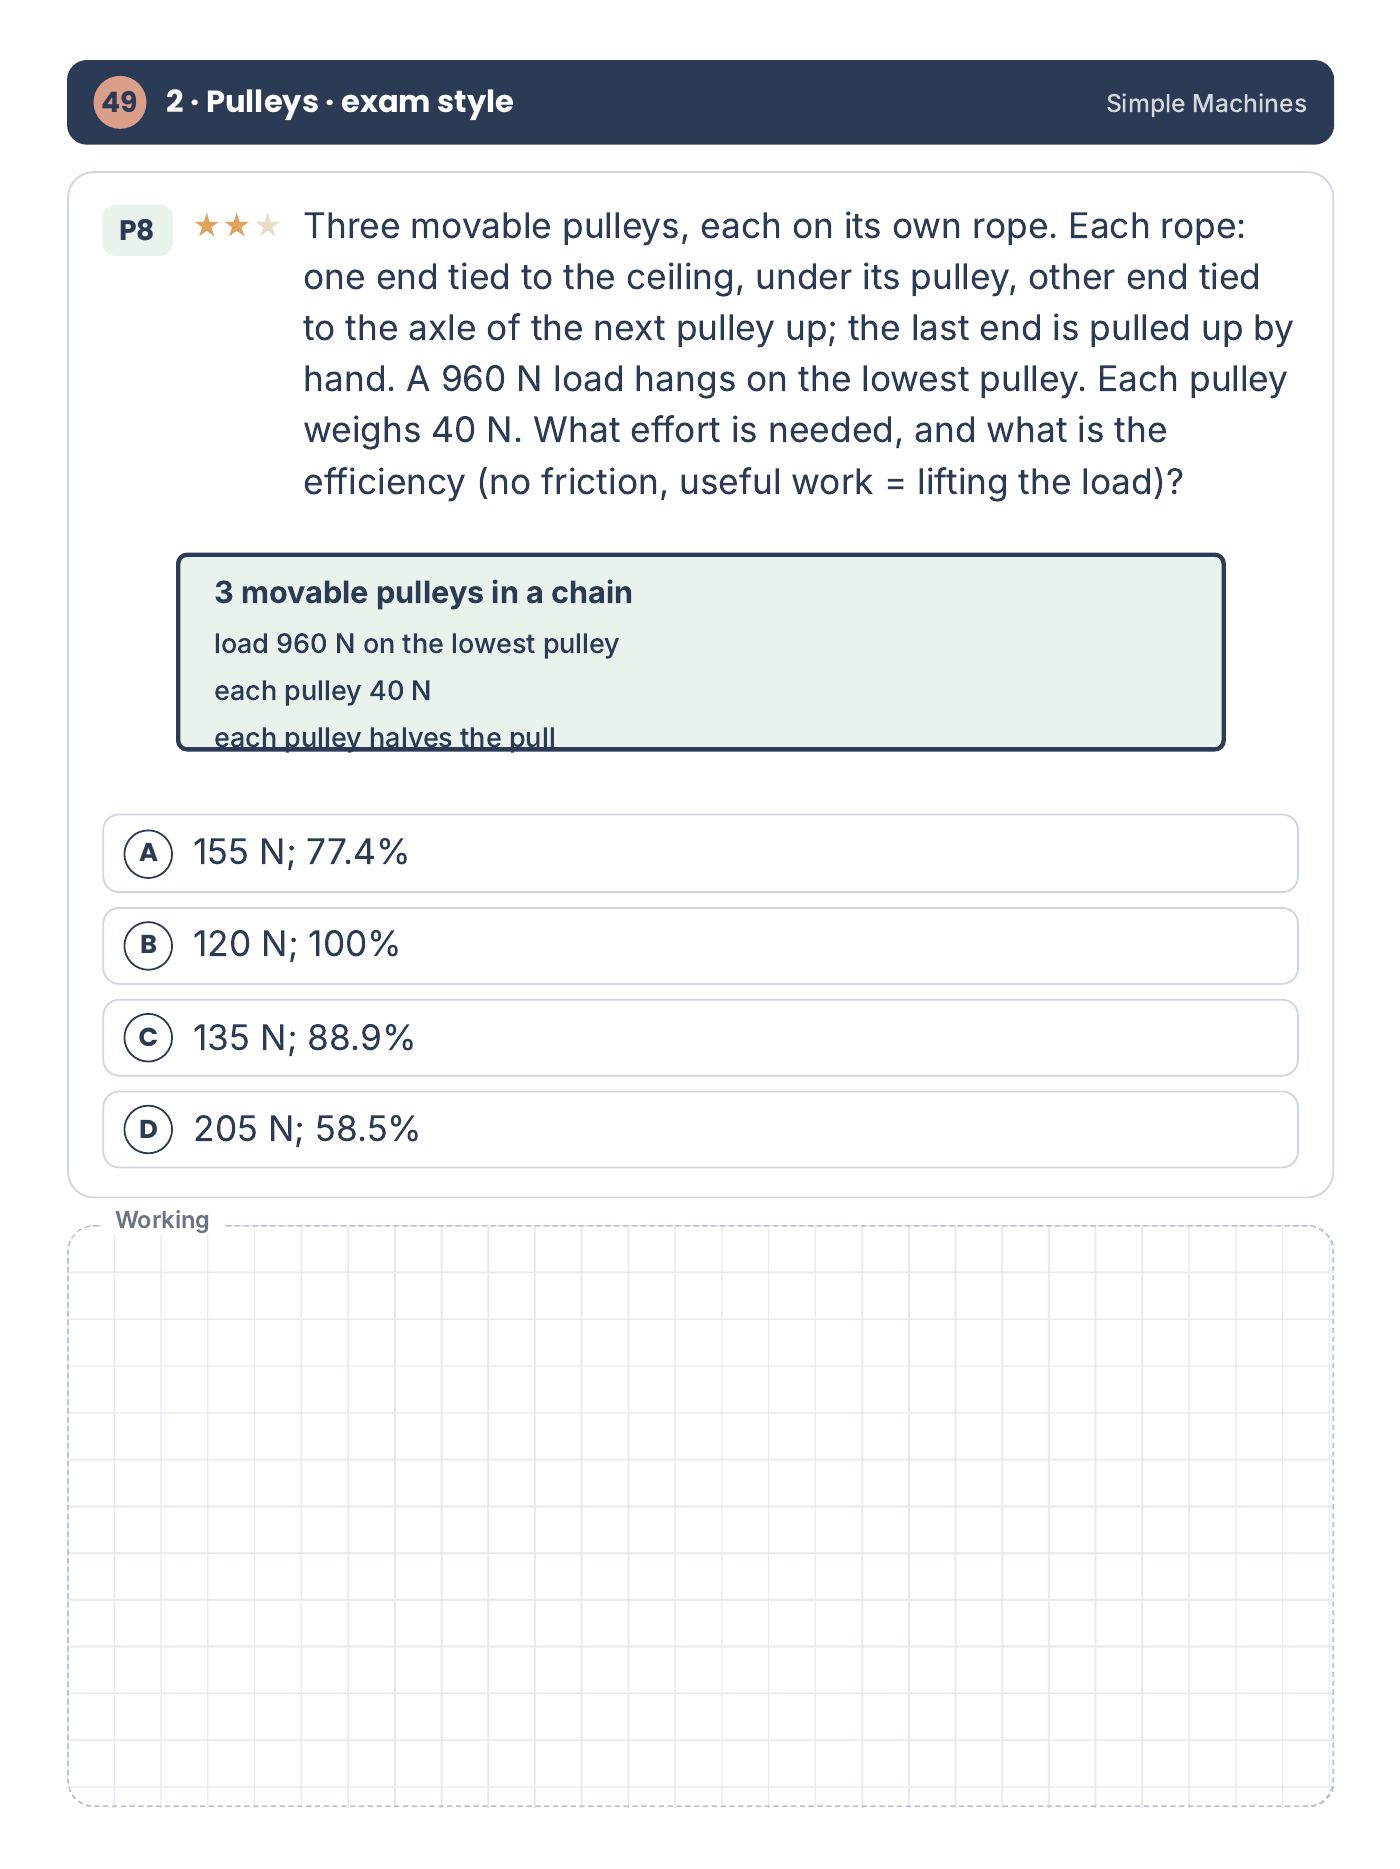 49 2 · Pulleys · exam style Simple Machines
P8 ★★★ Three movable pulleys, each on its own rope. Each rope:
one end tied to the ceiling, under its pulley, other end tied
to the axle of the next pulley up; the last end is pulled up by
hand. A 960 N load hangs on the lowest pulley. Each pulley
weighs 40 N. What effort is needed, and what is the
efficiency (no friction, useful work = lifting the load)?
3 movable pulleys in a chain
load 960 N on the lowest pulley
each pulley 40 N
each pulley halves the pull
A 155 N; 77.4%
B 120 N; 100%
C 135 N; 88.9%
D 205 N; 58.5%
Working